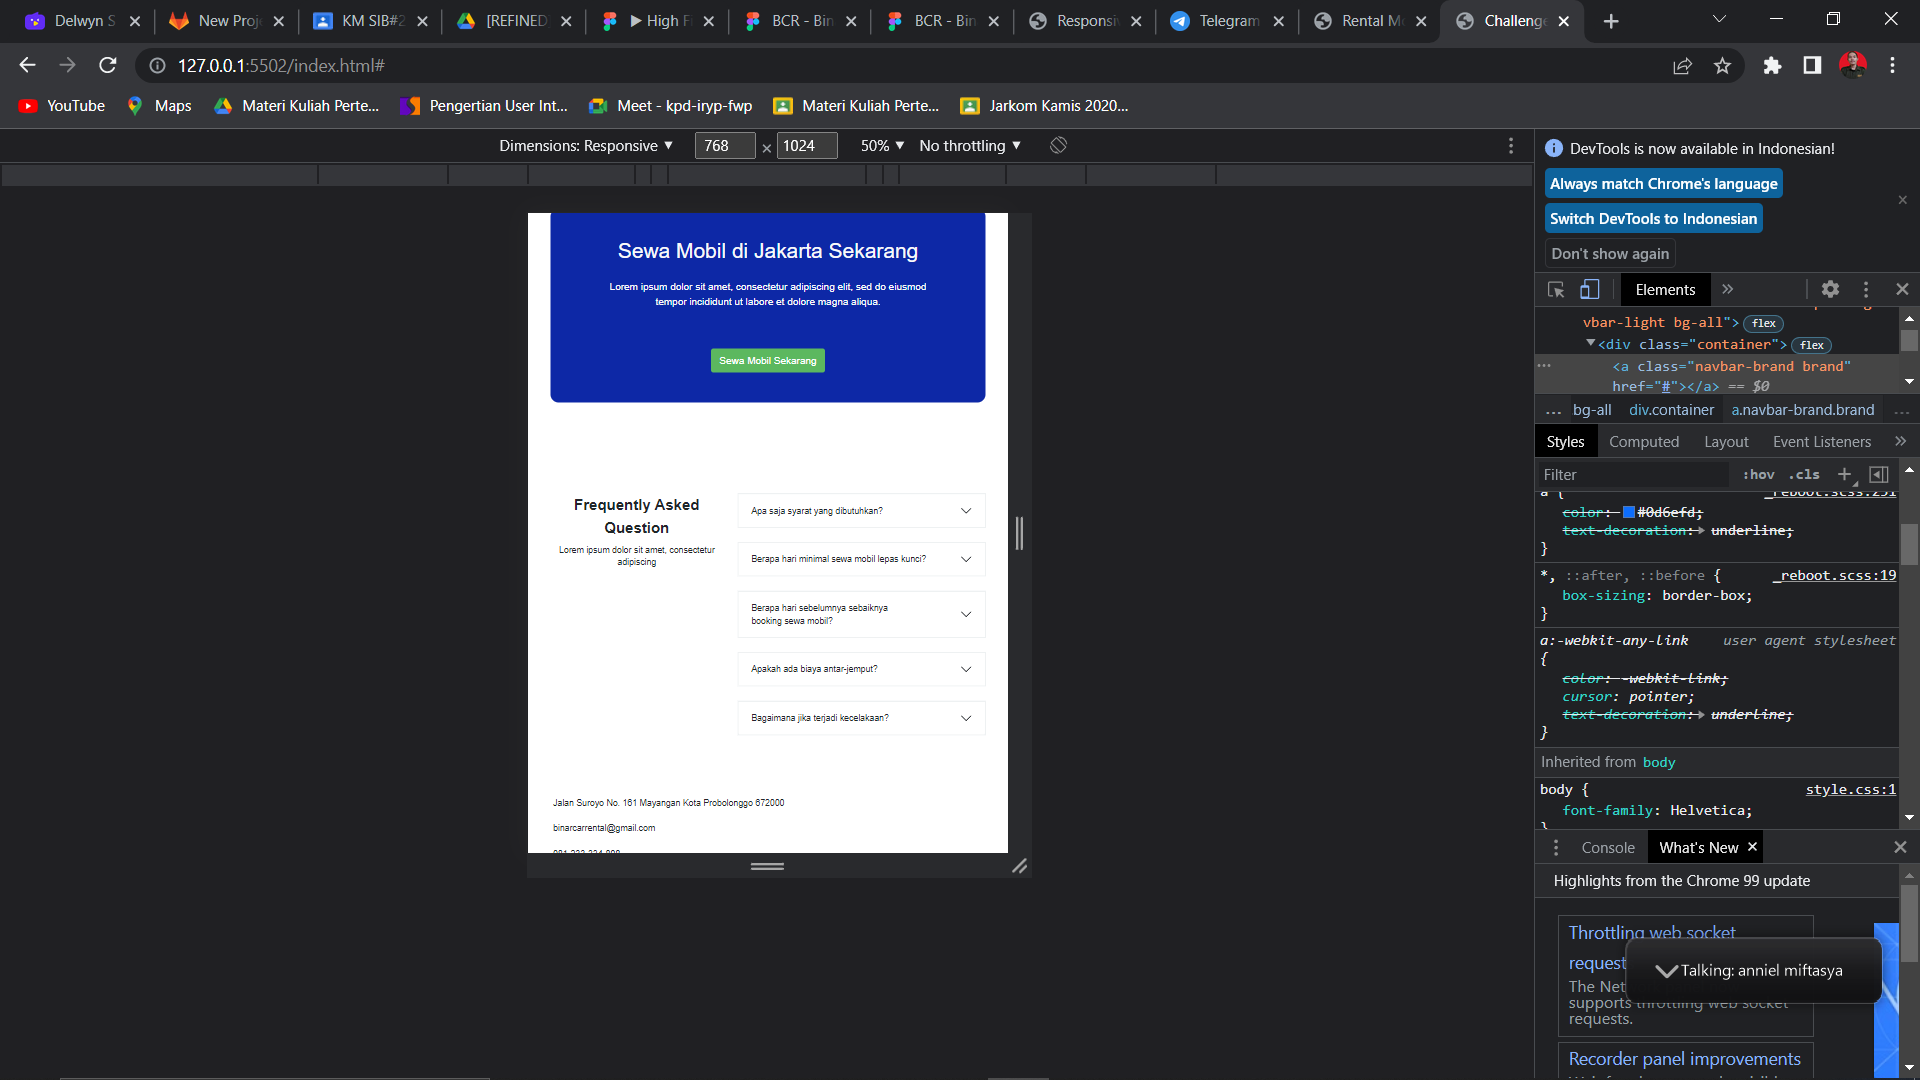 Delwyn S
New Proj
KM SIB#2
[REFINED
▶ High Fi
BCR - Bin
BCR - Bin
Responsiv
Telegram
Rental Mo
Challenge
127.0.0.1:5502/index.html#
YouTube
Maps
Materi Kuliah Perte...
Pengertian User Int...
Meet - kpd-iryp-fwp
Materi Kuliah Perte...
Jarkom Kamis 2020...
Dimensions: Responsive ▼
768 × 1024
50% ▼
No throttling ▼
Sewa Mobil di Jakarta Sekarang
Lorem ipsum dolor sit amet, consectetur adipiscing elit, sed do eiusmod
tempor incididunt ut labore et dolore magna aliqua.
Sewa Mobil Sekarang
Frequently Asked
Question
Lorem ipsum dolor sit amet, consectetur
adipiscing
Apa saja syarat yang dibutuhkan?
Berapa hari minimal sewa mobil lepas kunci?
Berapa hari sebelumnya sebaiknya
booking sewa mobil?
Apakah ada biaya antar-jemput?
Bagaimana jika terjadi kecelakaan?
Jalan Suroyo No. 161 Mayangan Kota Probolonggo 672000
binarcarrental@gmail.com
DevTools is now available in Indonesian!
Always match Chrome's language
Switch DevTools to Indonesian
Don't show again
Elements
vbar-light bg-all"> flex
<div class="container"> flex
<a class="navbar-brand brand"
href="#"></a> == $0
... bg-all div.container a.navbar-brand.brand ...
Styles Computed Layout Event Listeners
Filter :hov .cls
a { _reboot.scss:251
color: #0d6efd;
text-decoration: underline;
}
*, ::after, ::before { _reboot.scss:19
box-sizing: border-box;
}
a:-webkit-any-link user agent stylesheet
{
color: -webkit-link;
cursor: pointer;
text-decoration: underline;
}
Inherited from body
body { style.css:1
font-family: Helvetica;
}
Console What's New
Highlights from the Chrome 99 update
Throttling web socket
request
The Net
supports throttling web socket
requests.
Talking: anniel miftasya
Recorder panel improvements